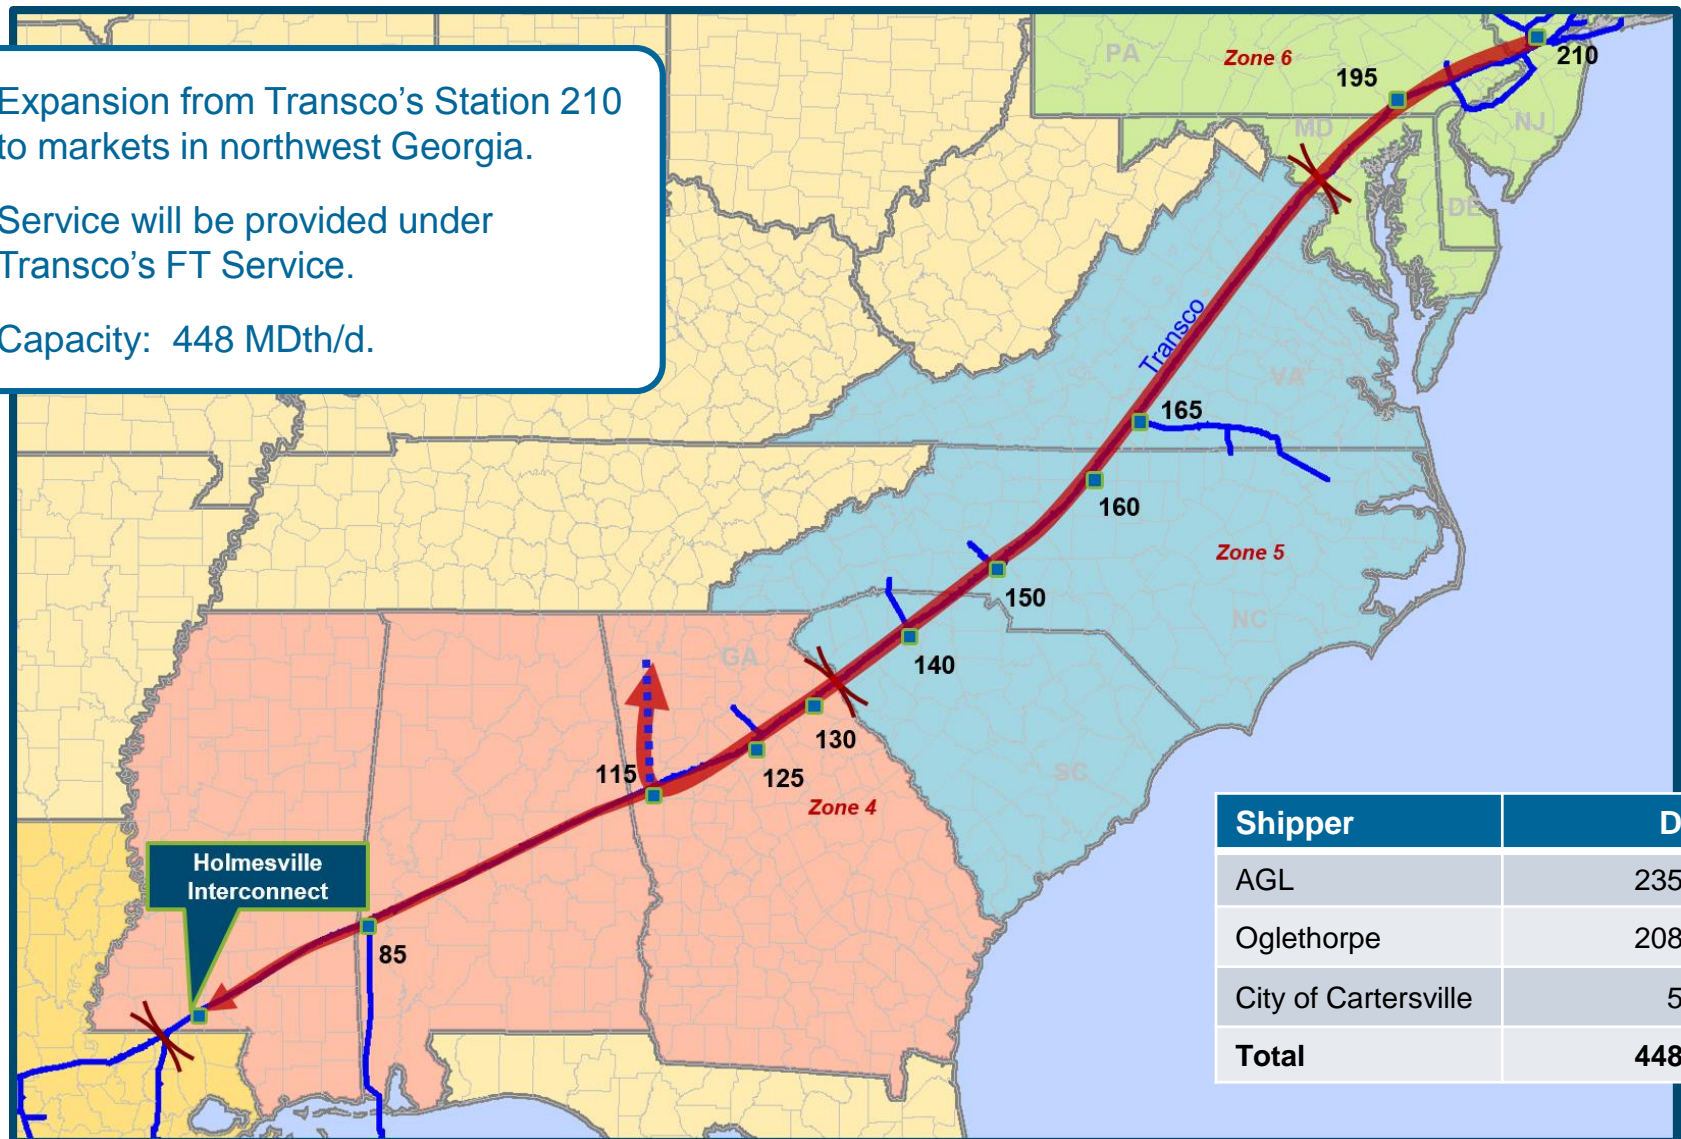 Expansion from Transco's Station 210
to markets in northwest Georgia.
Service will be provided under
Transco's FT Service.
Capacity: 448 MDth/d.
PA
Zone 6
195
210
MD
NJ
DE
Transco
VA
165
160
Zone 5
150
NC
GA
140
130
115
125
SC
Zone 4
Holmesville
Interconnect
85
Shipper D
AGL 235
Oglethorpe 208
City of Cartersville 5
Total 448